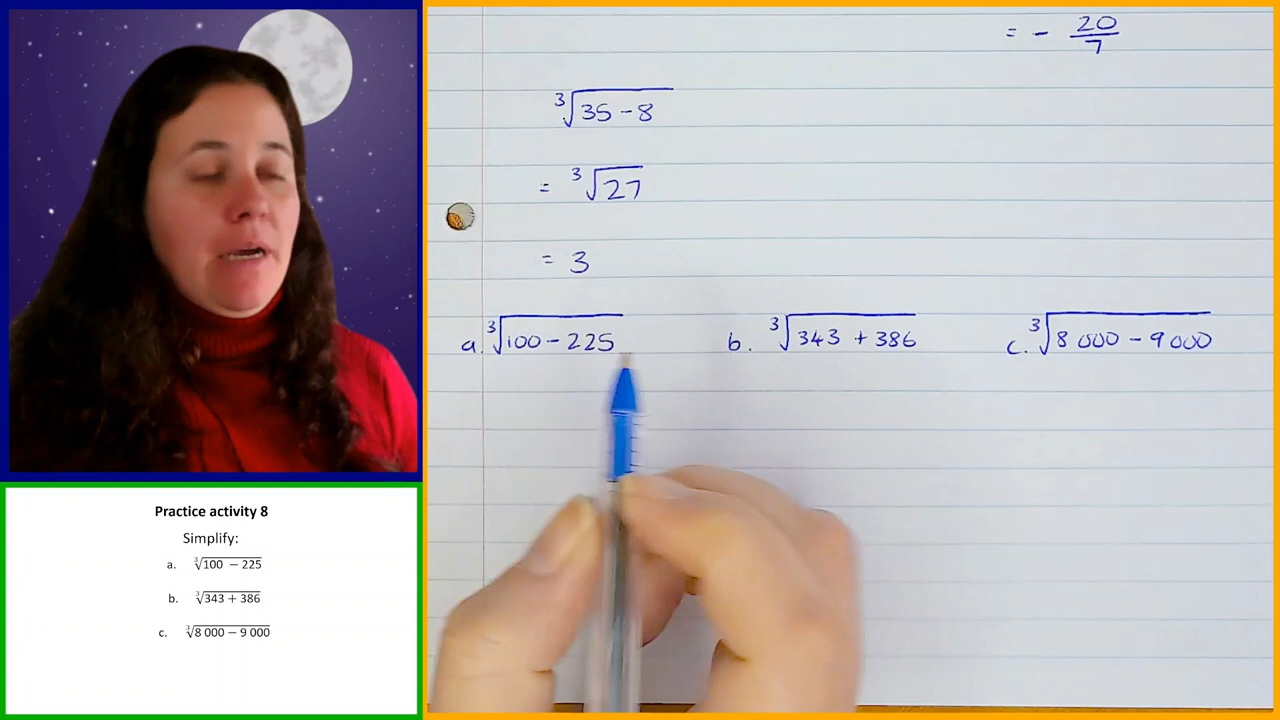 = - 20/7
∛35 - 8
= ∛27
= 3
a. ∛100 - 225
b. ∛343 + 386
c. ∛8 000 - 9 000
Practice activity 8
Simplify:
a. ∛100 - 225
b. ∛343 + 386
c. ∛8 000 - 9 000